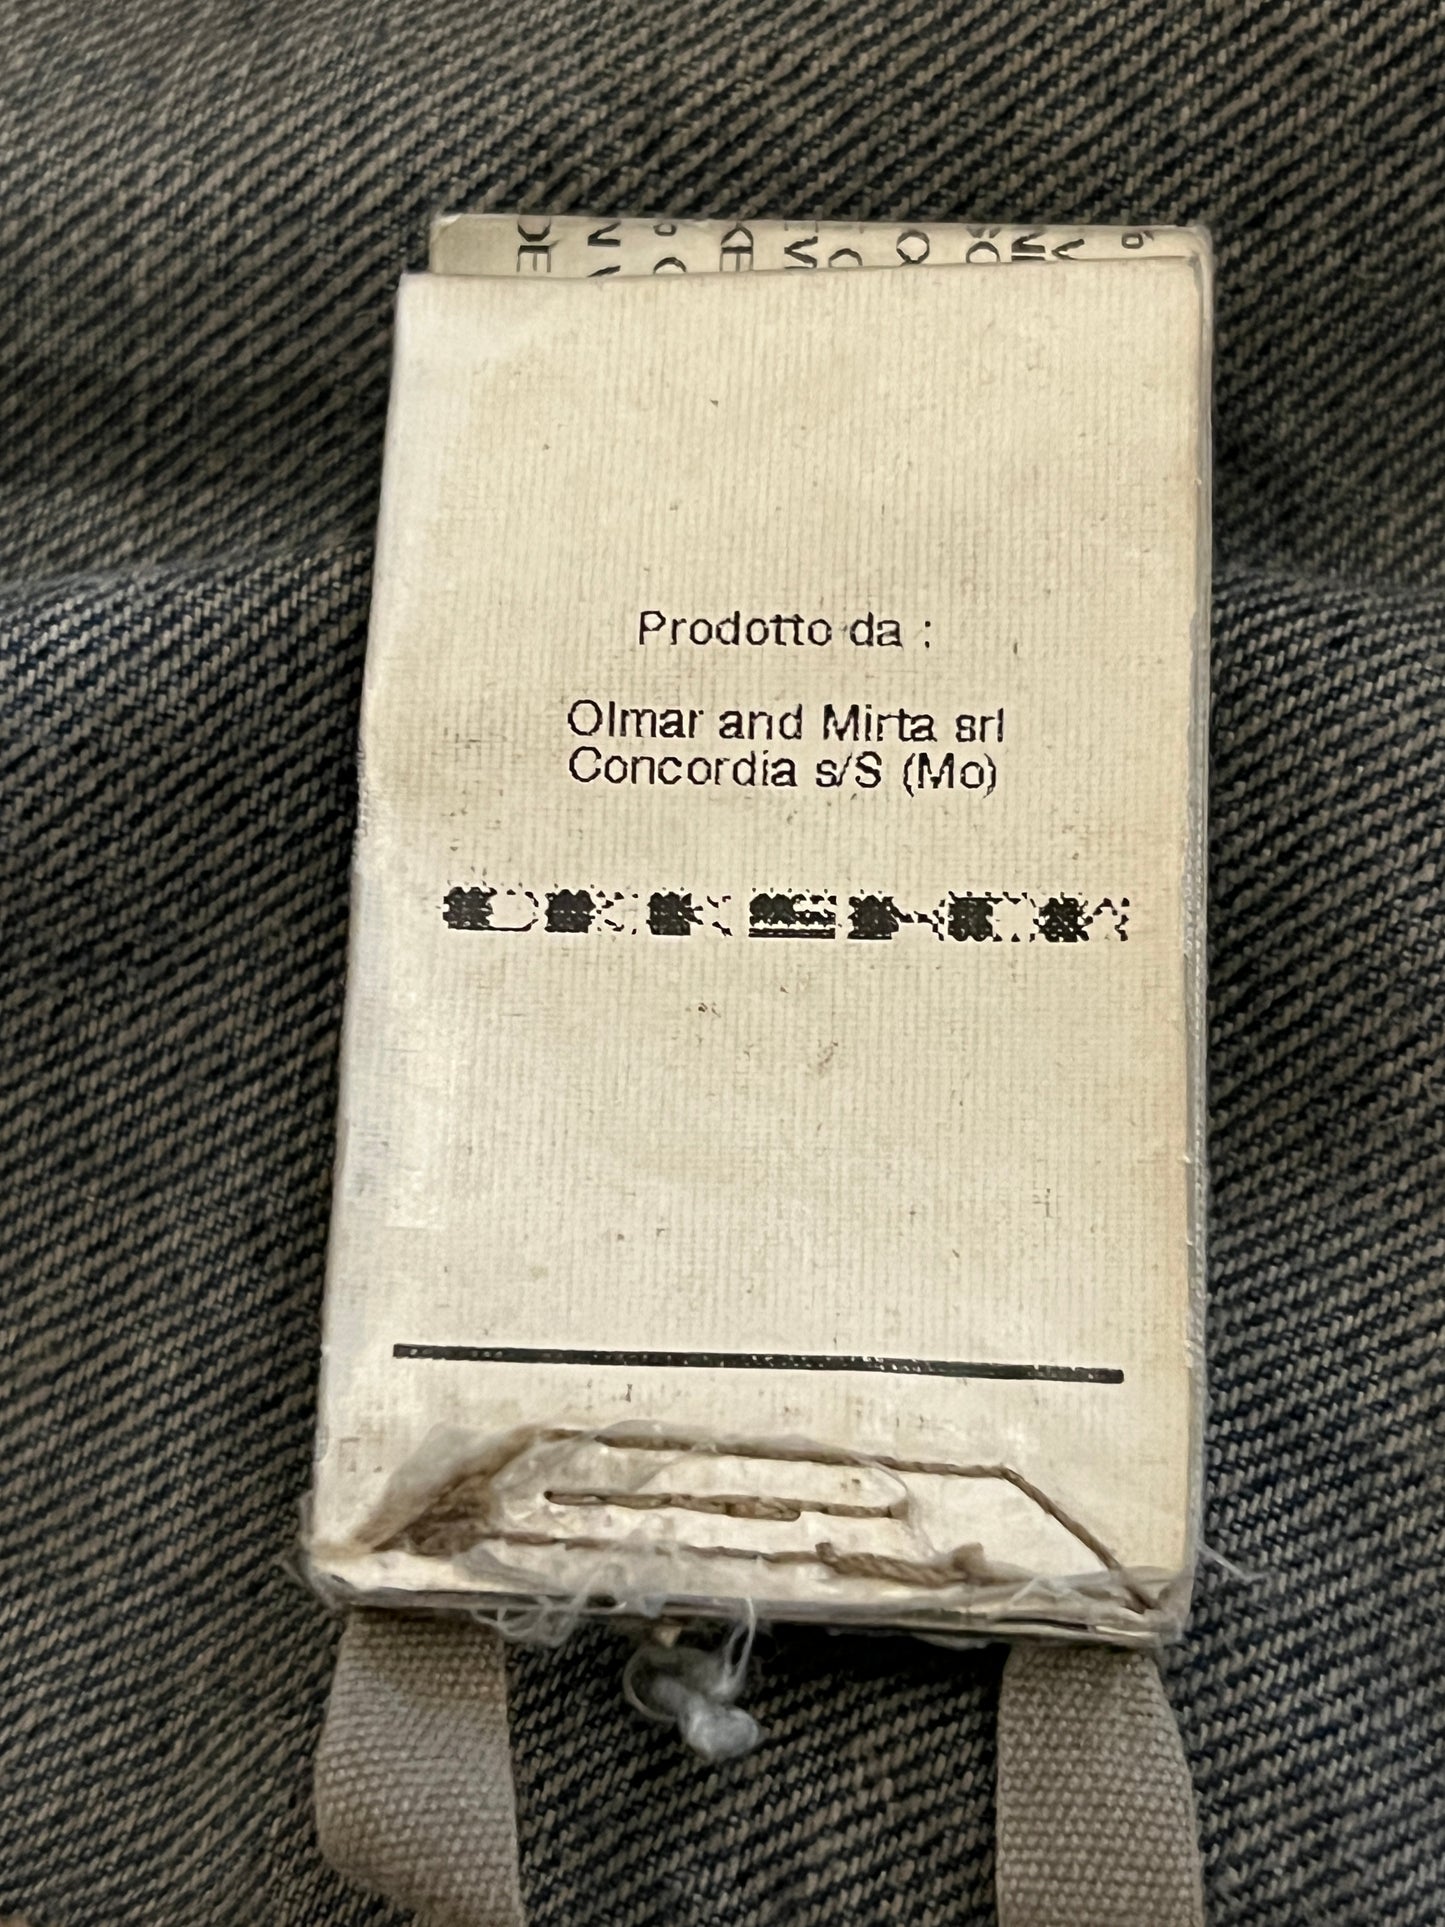 Prodotto da :
Olmar and Mirta srl
Concordia s/S (Mo)